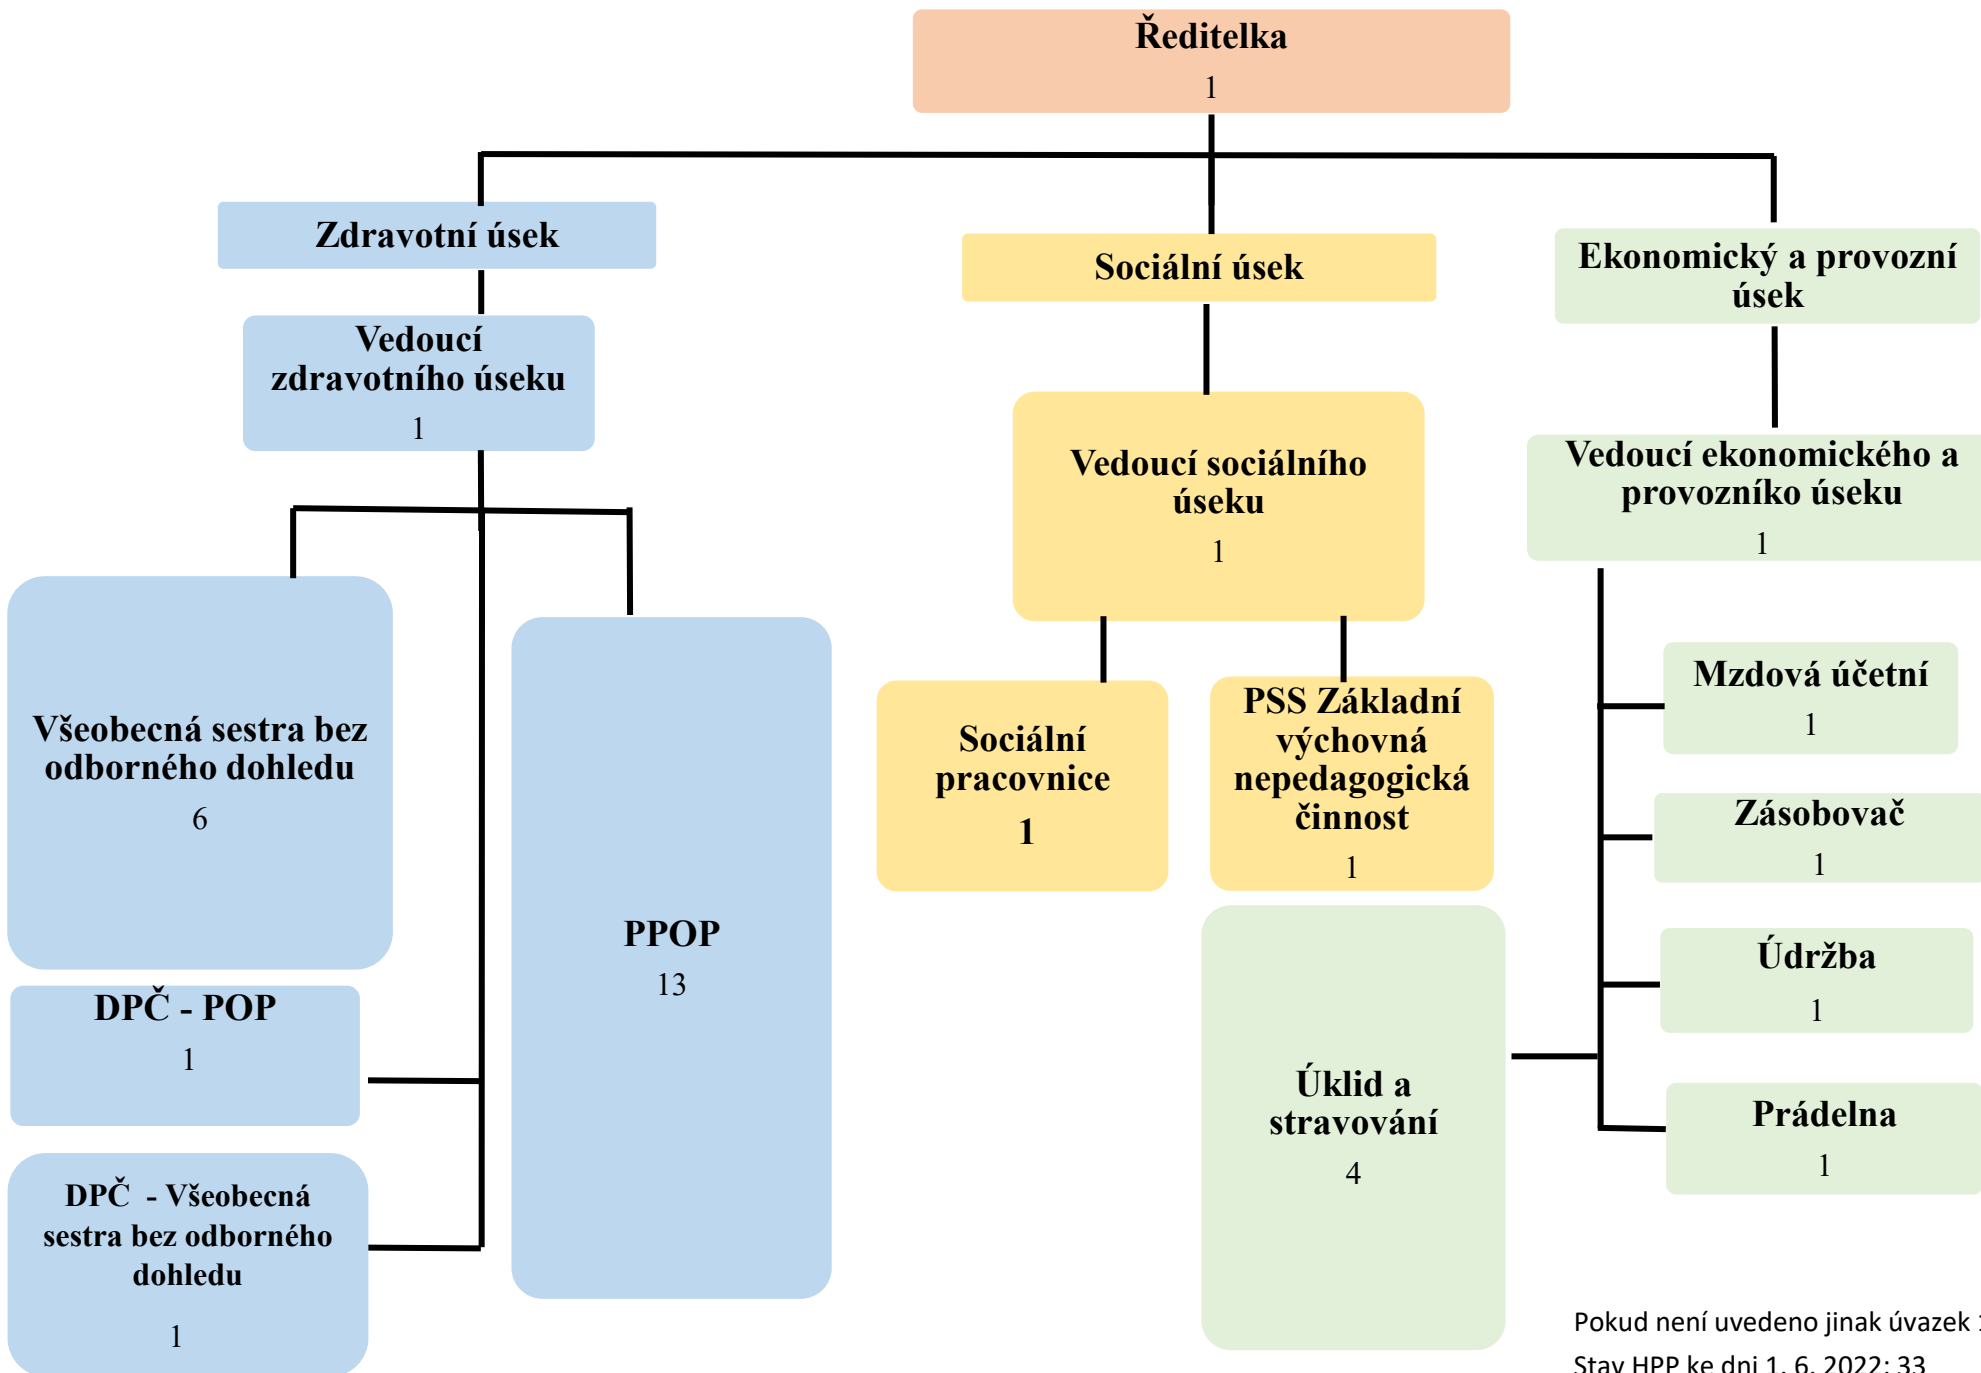 Ředitelka
1
Zdravotní úsek
Vedoucí
zdravotního úseku
1
Všeobecná sestra bez
odborného dohledu
6
DPČ - POP
1
DPČ - Všeobecná
sestra bez odborného
dohledu
1
PPOP
13
Sociální úsek
Vedoucí sociálního
úseku
1
Sociální
pracovnice
1
PSS Základní
výchovná
nepedagogická
činnost
1
Ekonomický a provozní
úsek
Vedoucí ekonomického a
provozníko úseku
1
Mzdová účetní
1
Zásobovač
1
Údržba
1
Prádelna
1
Úklid a
stravování
4
Pokud není uvedeno jinak úvazek
Stav HPP ke dni 1. 6. 2022: 33